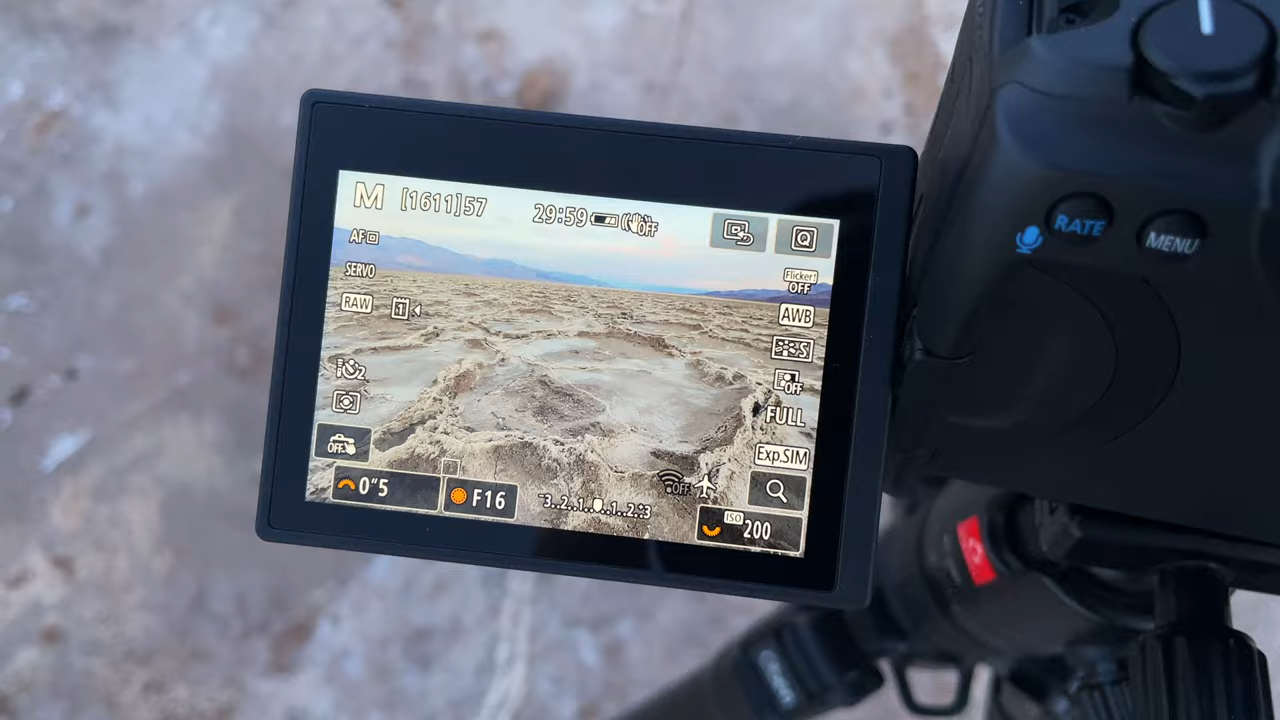 M [1611]57 29:59 OFF Q
AF
Flicker!
OFF
SERVO
AWB
RAW 1
S
2
OFF
FULL
OFF
Exp.SIM
OFF
0"5 F16 -3..2..1..0..1..2..:3
ISO
200
RATE
MENU